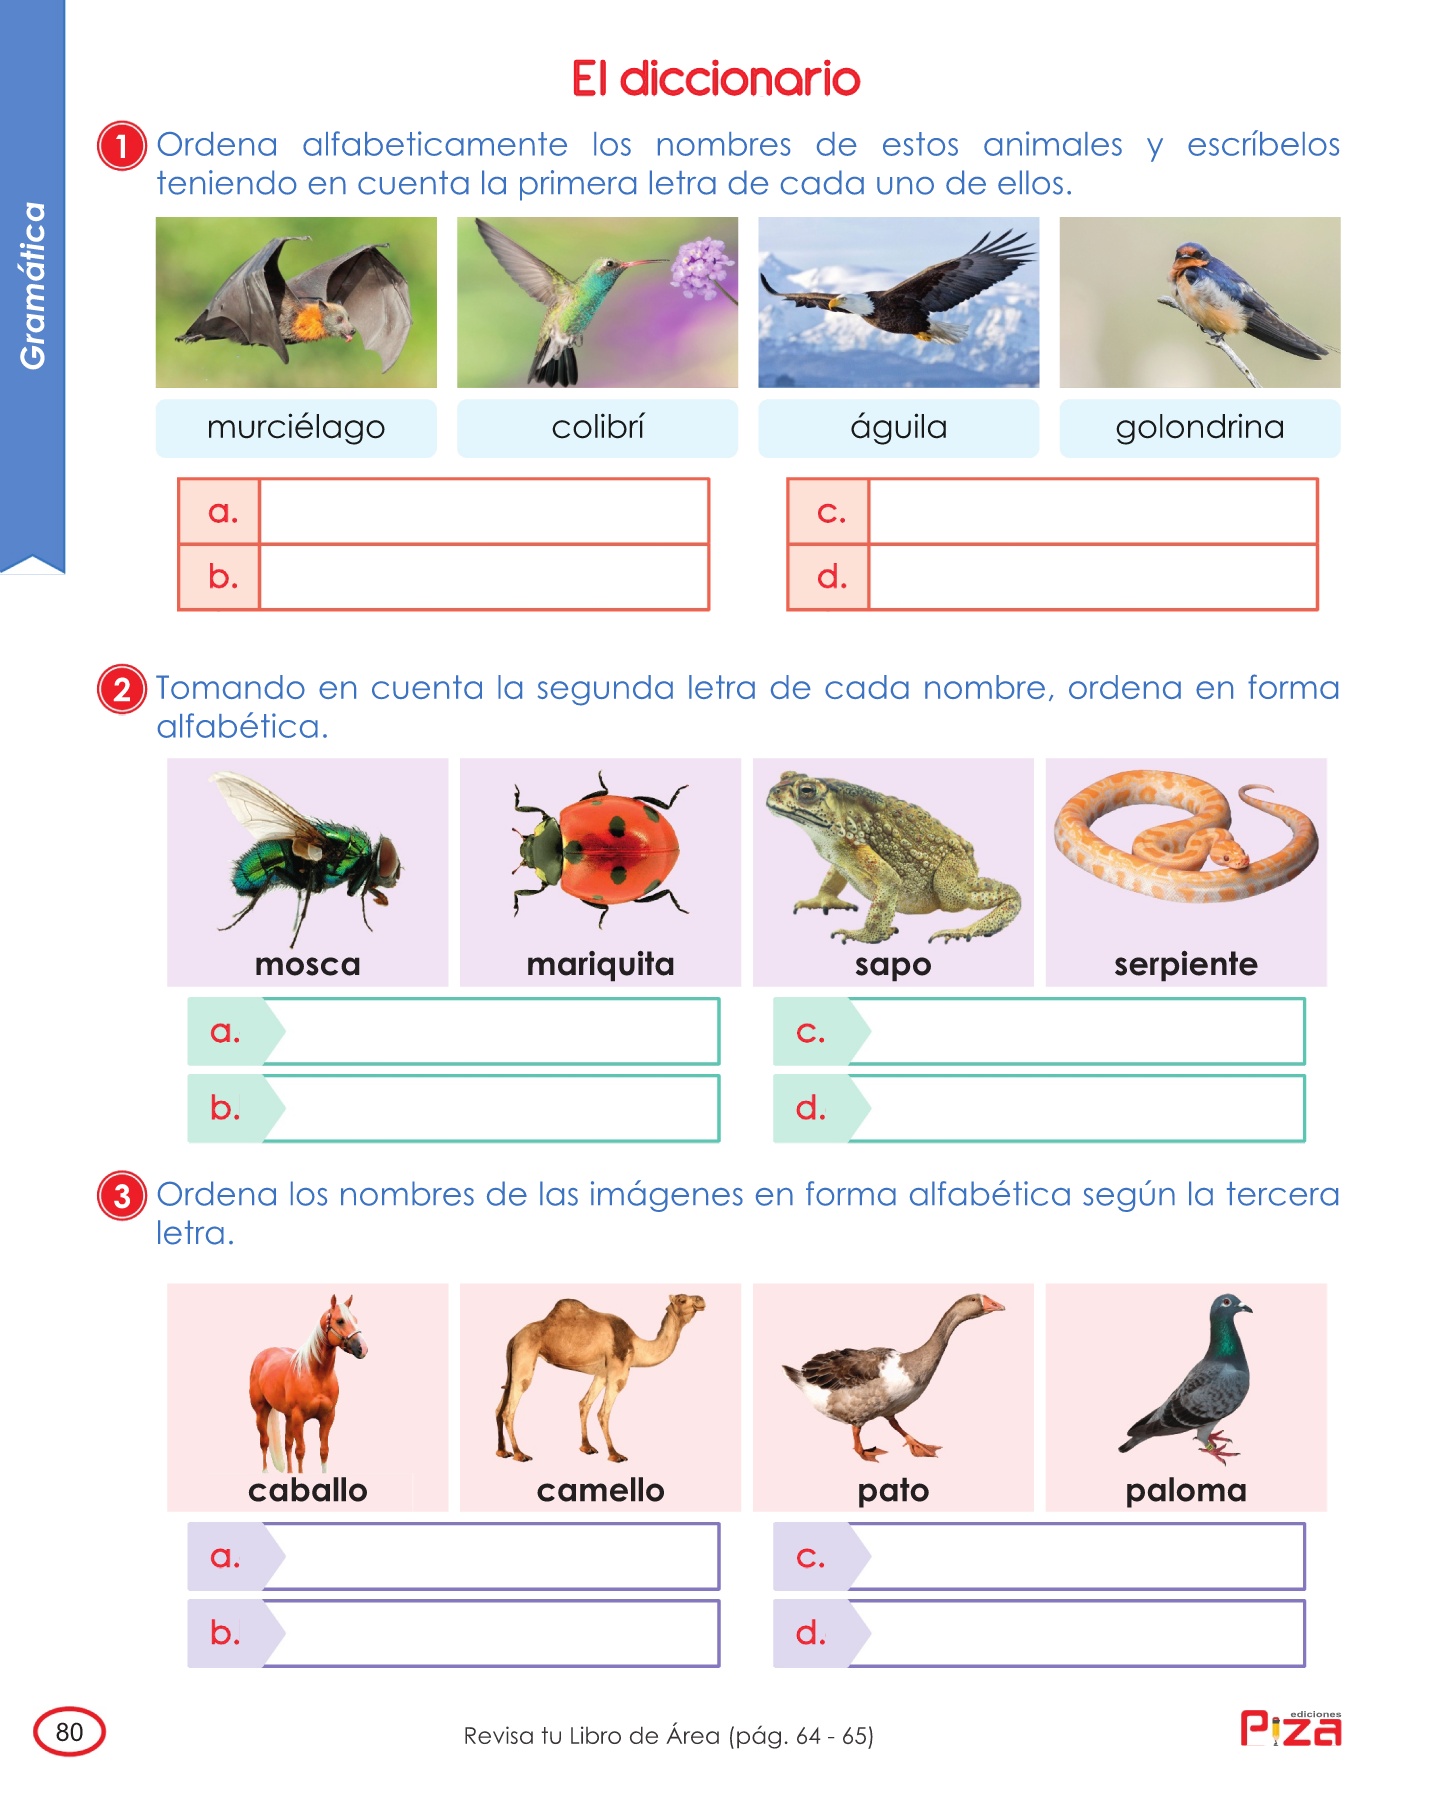 Gramática
El diccionario
1 Ordena alfabeticamente los nombres de estos animales y escríbelos
teniendo en cuenta la primera letra de cada uno de ellos.
murciélago colibrí águila golondrina
a. c.
b. d.
2 Tomando en cuenta la segunda letra de cada nombre, ordena en forma
alfabética.
mosca mariquita sapo serpiente
a. c.
b. d.
3 Ordena los nombres de las imágenes en forma alfabética según la tercera
letra.
caballo camello pato paloma
a. c.
b. d.
80
Revisa tu Libro de Área (pág. 64 - 65)
ediciones
Piza